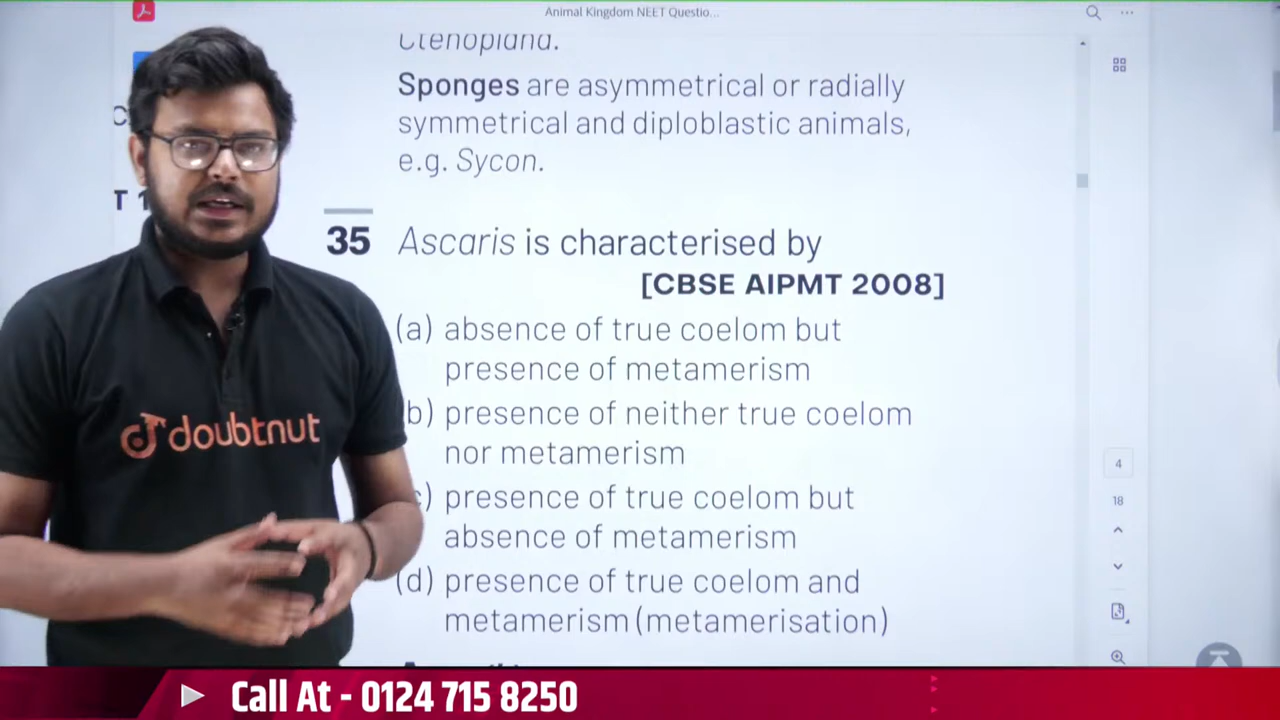 Animal Kingdom NEET Questio...
Ctenoplana.
Sponges are asymmetrical or radially
symmetrical and diploblastic animals,
e.g. Sycon.
35 Ascaris is characterised by
[CBSE AIPMT 2008]
(a) absence of true coelom but
presence of metamerism
(b) presence of neither true coelom
nor metamerism
c) presence of true coelom but
absence of metamerism
(d) presence of true coelom and
metamerism (metamerisation)
doubtnut
4
18
Call At - 0124 715 8250